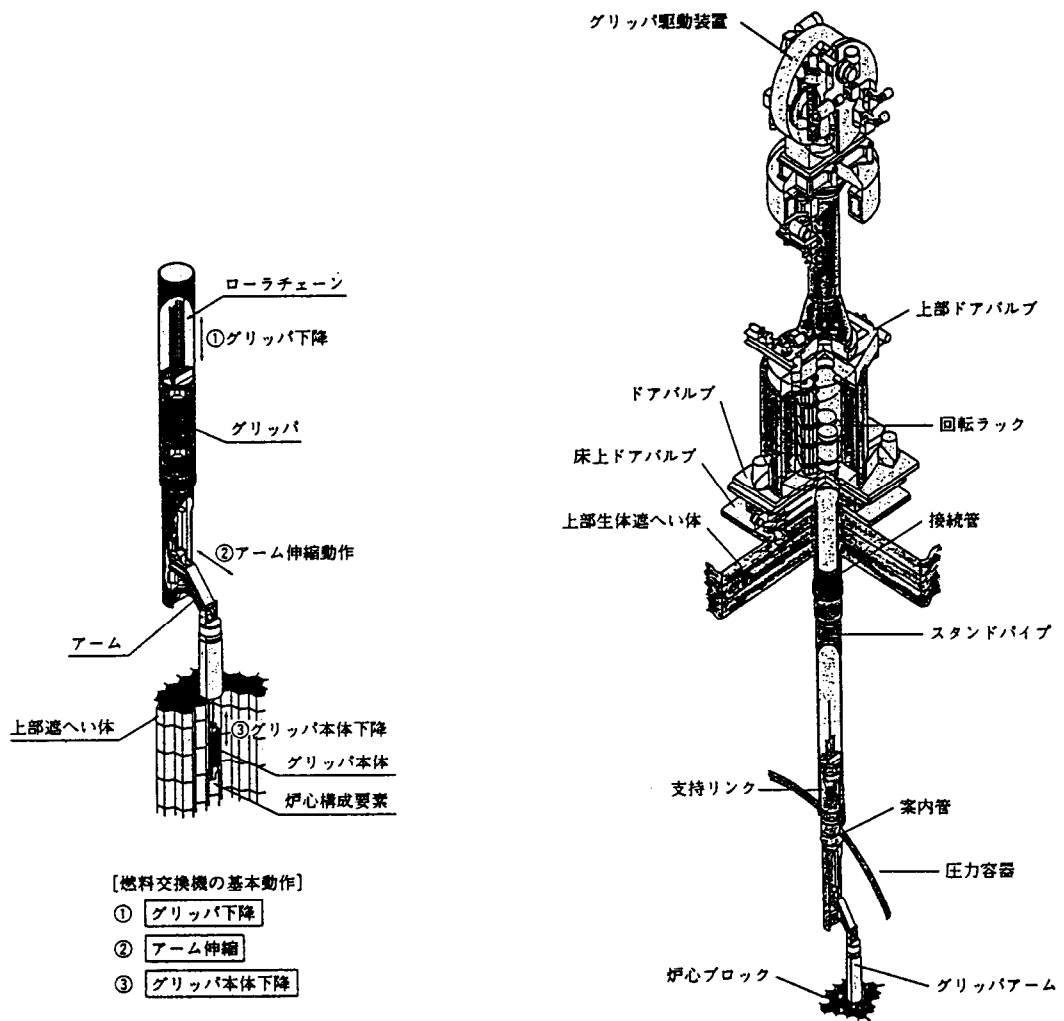 ローラチェーン
①グリッパ下降
グリッパ
②アーム伸縮動作
アーム
上部遮へい体
③グリッパ本体下降
グリッパ本体
炉心構成要素
[燃料交換機の基本動作]
① グリッパ下降
② アーム伸縮
③ グリッパ本体下降
グリッパ駆動装置
上部ドアバルブ
ドアバルブ
回転ラック
床上ドアバルブ
上部生体遮へい体
接続管
スタンドパイプ
支持リンク
案内管
圧力容器
炉心ブロック
グリッパアーム